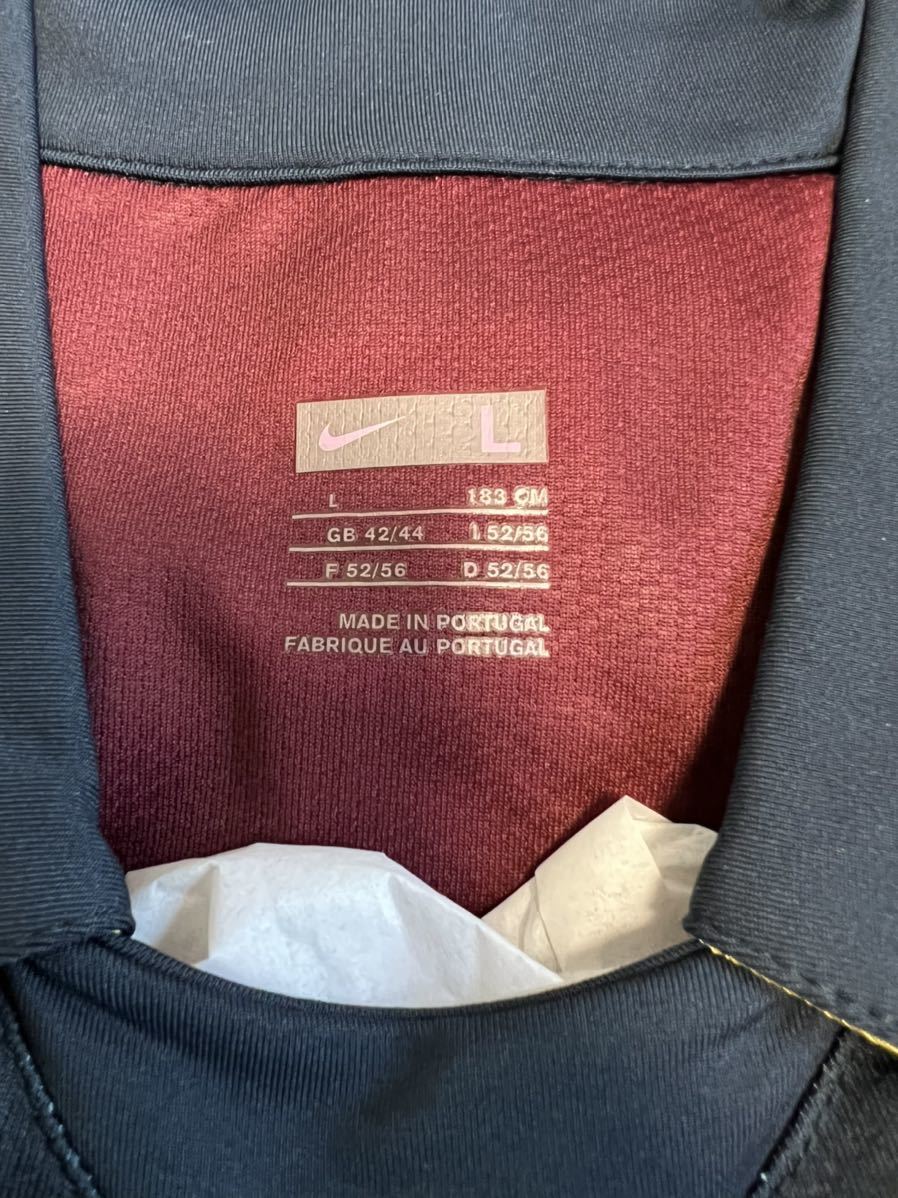 L
L 183 CM
GB 42/44 I 52/56
F 52/56 D 52/56
MADE IN PORTUGAL
FABRIQUE AU PORTUGAL